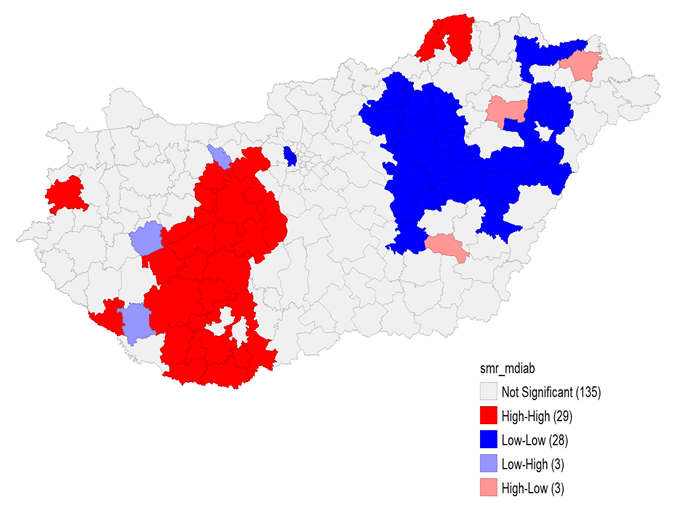 smr_mdiab
Not Significant (135)
High-High (29)
Low-Low (28)
Low-High (3)
High-Low (3)